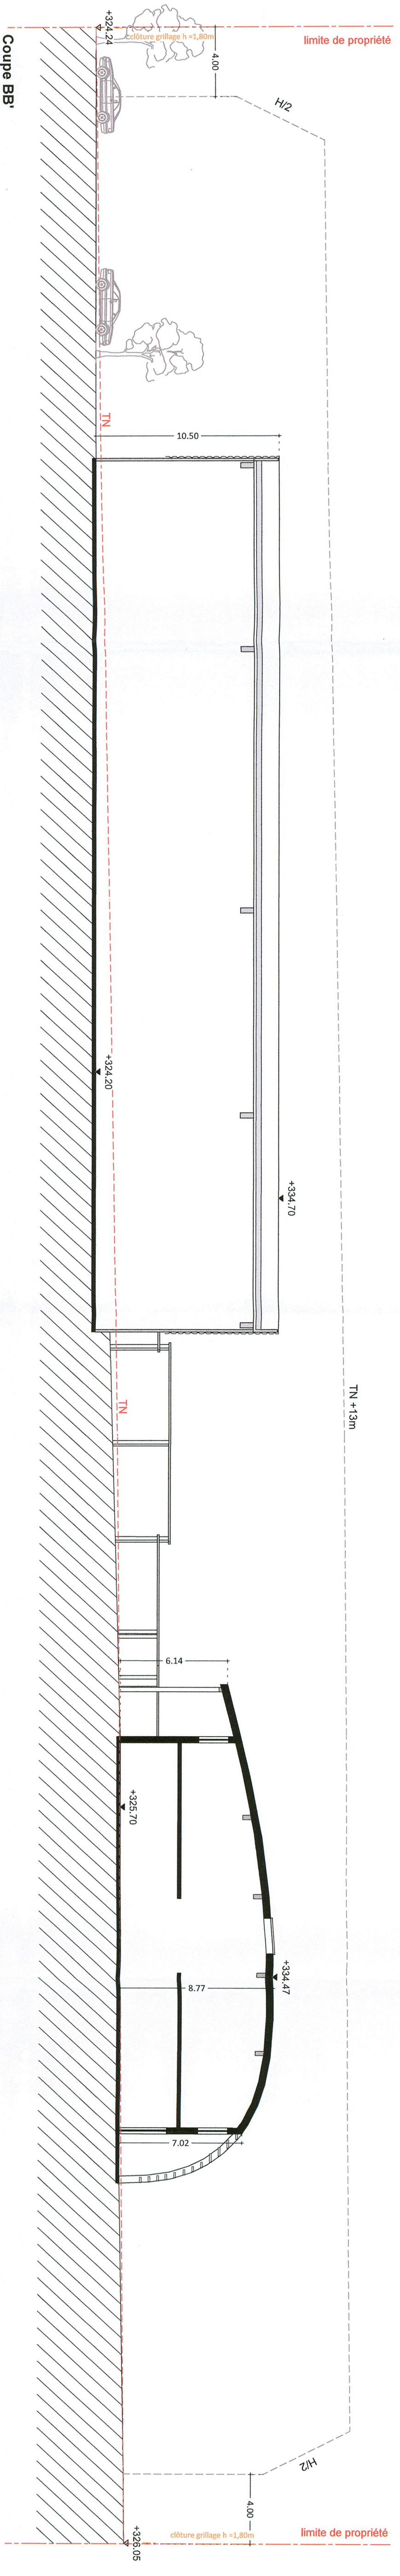 limite de propriété
clôture grillage h =1,80m
+324.24
4.00
H/2
Coupe BB'
TN
10.50
+324.20
+334.70
TN +13m
TN
6.14
+325.70
+334.47
8.77
7.02
H/2
4.00
limite de propriété
clôture grillage h =1,80m
+326.05